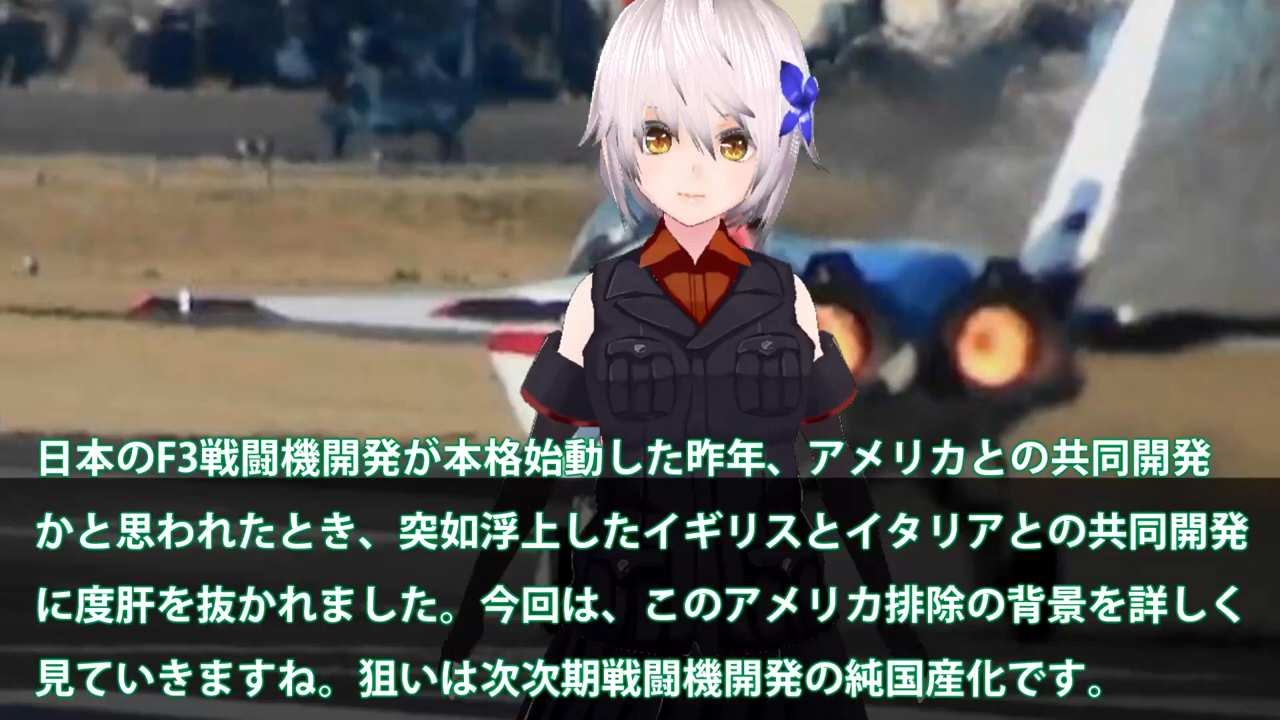 日本のF3戦闘機開発が本格始動した昨年、アメリカとの共同開発
かと思われたとき、突如浮上したイギリスとイタリアとの共同開発
に度肝を抜かれました。今回は、このアメリカ排除の背景を詳しく
見ていきますね。狙いは次次期戦闘機開発の純国産化です。